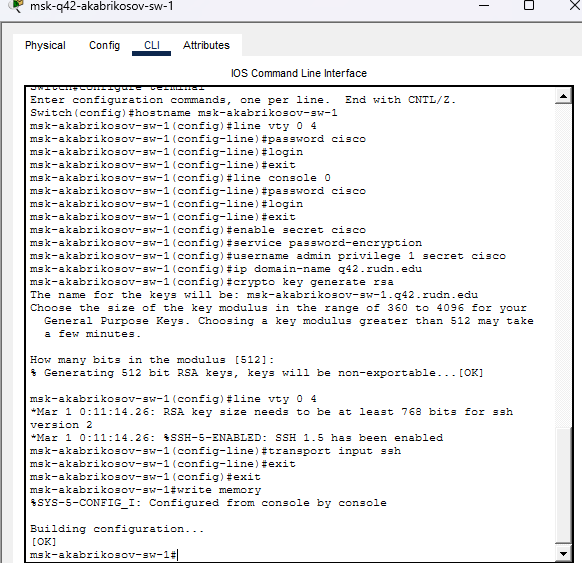 msk-q42-akabrikosov-sw-1
Physical Config CLI Attributes
IOS Command Line Interface
Switch#configure terminal
Enter configuration commands, one per line. End with CNTL/Z.
Switch(config)#hostname msk-akabrikosov-sw-1
msk-akabrikosov-sw-1(config)#line vty 0 4
msk-akabrikosov-sw-1(config-line)#password cisco
msk-akabrikosov-sw-1(config-line)#login
msk-akabrikosov-sw-1(config-line)#exit
msk-akabrikosov-sw-1(config)#line console 0
msk-akabrikosov-sw-1(config-line)#password cisco
msk-akabrikosov-sw-1(config-line)#login
msk-akabrikosov-sw-1(config-line)#exit
msk-akabrikosov-sw-1(config)#enable secret cisco
msk-akabrikosov-sw-1(config)#service password-encryption
msk-akabrikosov-sw-1(config)#username admin privilege 1 secret cisco
msk-akabrikosov-sw-1(config)#ip domain-name q42.rudn.edu
msk-akabrikosov-sw-1(config)#crypto key generate rsa
The name for the keys will be: msk-akabrikosov-sw-1.q42.rudn.edu
Choose the size of the key modulus in the range of 360 to 4096 for your
General Purpose Keys. Choosing a key modulus greater than 512 may take
a few minutes.
How many bits in the modulus [512]:
% Generating 512 bit RSA keys, keys will be non-exportable...[OK]
msk-akabrikosov-sw-1(config)#line vty 0 4
*Mar 1 0:11:14.26: RSA key size needs to be at least 768 bits for ssh
version 2
*Mar 1 0:11:14.26: %SSH-5-ENABLED: SSH 1.5 has been enabled
msk-akabrikosov-sw-1(config-line)#transport input ssh
msk-akabrikosov-sw-1(config-line)#exit
msk-akabrikosov-sw-1(config)#exit
msk-akabrikosov-sw-1#write memory
%SYS-5-CONFIG_I: Configured from console by console
Building configuration...
[OK]
msk-akabrikosov-sw-1#